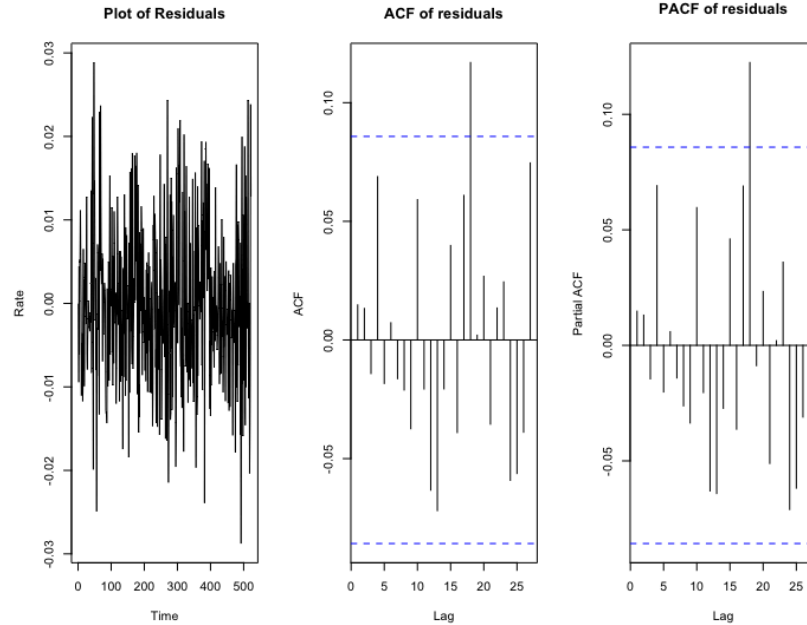 Plot of Residuals
Rate
0.03
0.02
0.01
0.00
-0.01
-0.02
-0.03
0 100 200 300 400 500
Time
ACF of residuals
ACF
0.10
0.05
0.00
-0.05
0 5 10 15 20 25
Lag
PACF of residuals
Partial ACF
0.10
0.05
0.00
-0.05
0 5 10 15 20 25
Lag